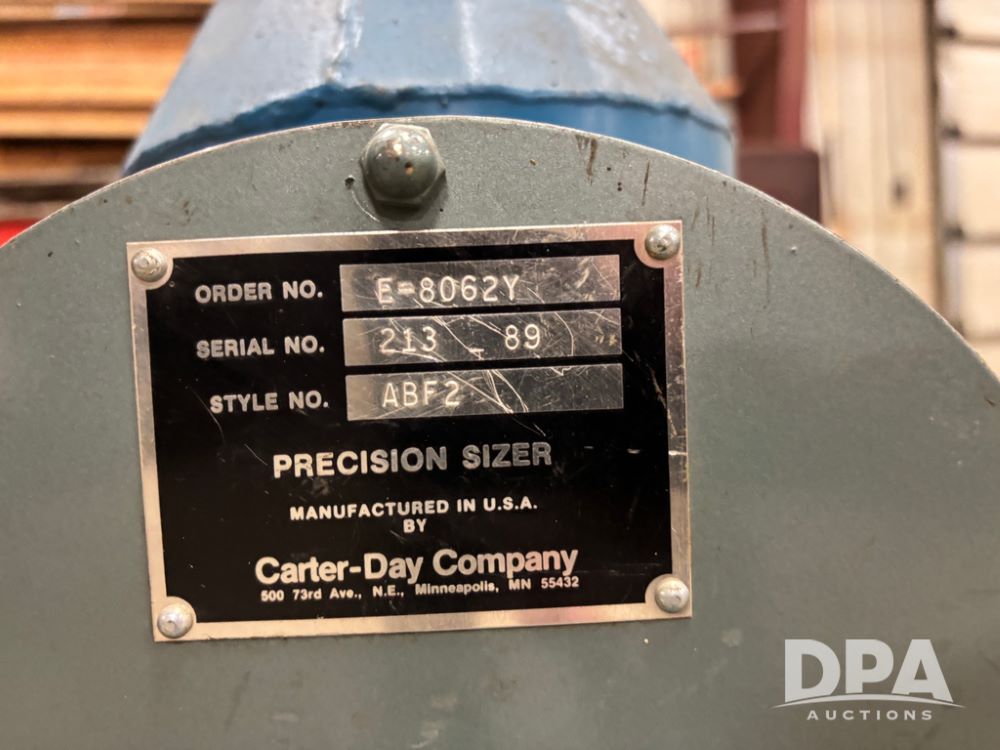 ORDER NO. E-8062Y
SERIAL NO. 213 - 89
STYLE NO. ABF2
PRECISION SIZER
MANUFACTURED IN U.S.A.
BY
Carter-Day Company
500 73rd Ave., N.E., Minneapolis, MN 55432
DPA
AUCTIONS